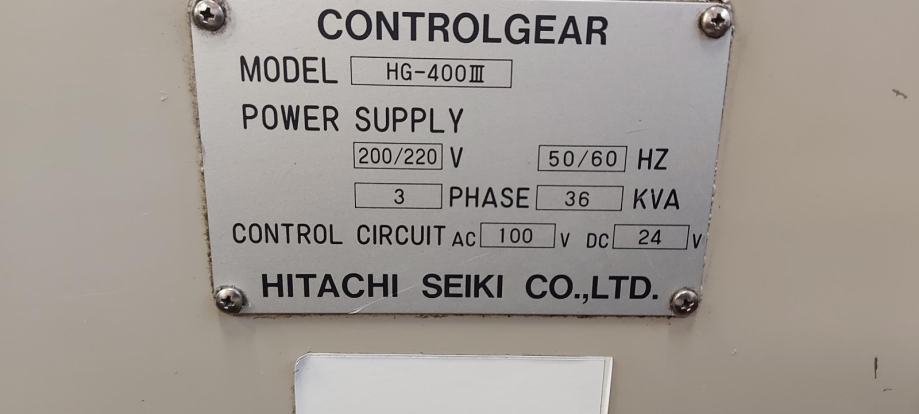 CONTROLGEAR
MODEL HG-400Ⅲ
POWER SUPPLY
200/220 V 50/60 HZ
3 PHASE 36 KVA
CONTROL CIRCUIT AC 100 V DC 24 V
HITACHI SEIKI CO.,LTD.